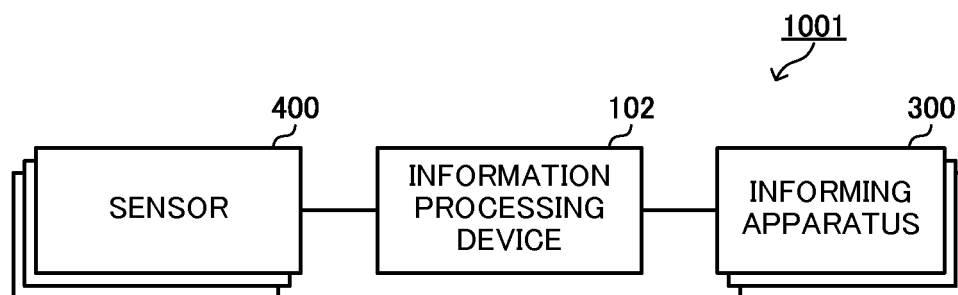 1001
400
102
300
SENSOR
INFORMATION
PROCESSING
DEVICE
INFORMING
APPARATUS